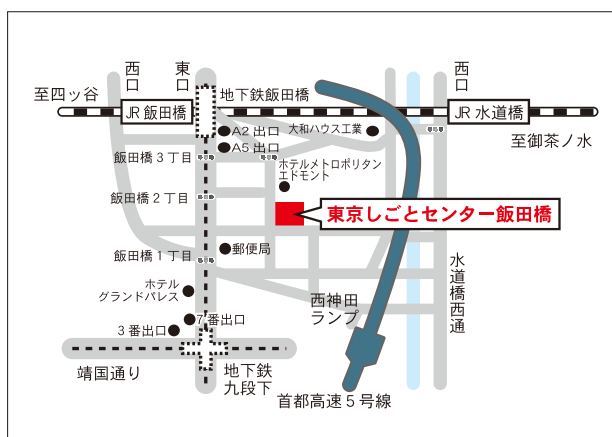 西口
東口
西口
至四ッ谷
JR 飯田橋
地下鉄飯田橋
JR 水道橋
A2 出口
大和ハウス工業
至御茶ノ水
A5 出口
飯田橋3丁目
ホテルメトロポリタン
エドモント
飯田橋2丁目
東京しごとセンター飯田橋
郵便局
飯田橋1丁目
水道橋西通
ホテル
グランドパレス
西神田
ランプ
7番出口
3番出口
靖国通り
地下鉄
九段下
首都高速5号線